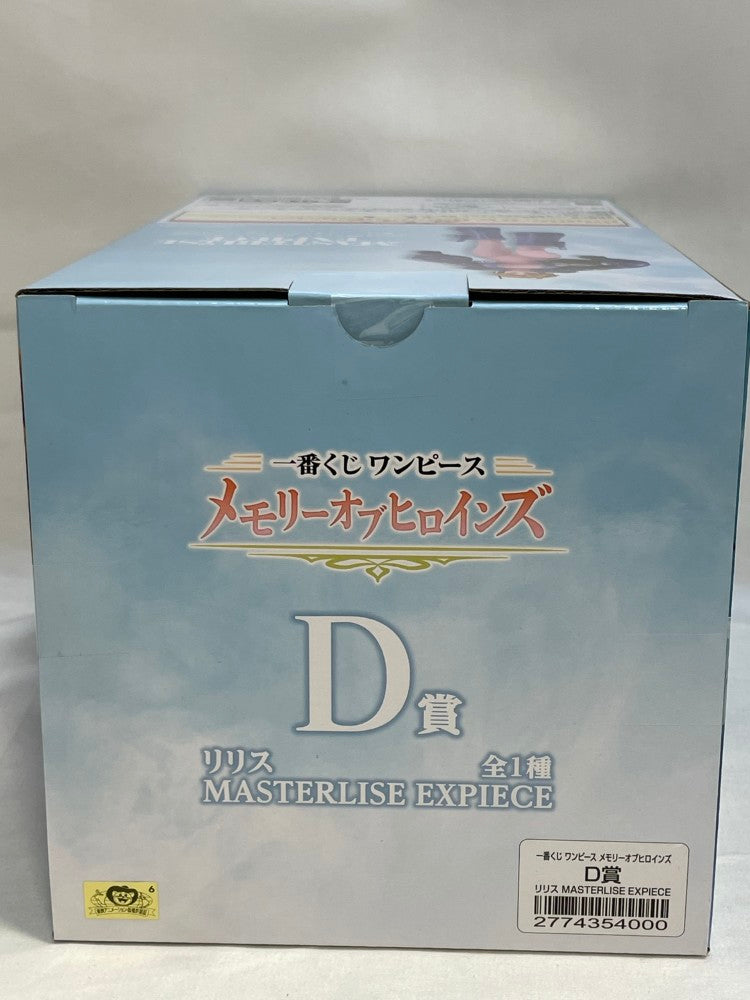 一番くじ ワンピース
メモリーオブヒロインズ
D賞
リリス 全1種
MASTERLISE EXPIECE
6
一番くじ ワンピース メモリーオブヒロインズ
D賞
リリス MASTERLISE EXPIECE
2774354000